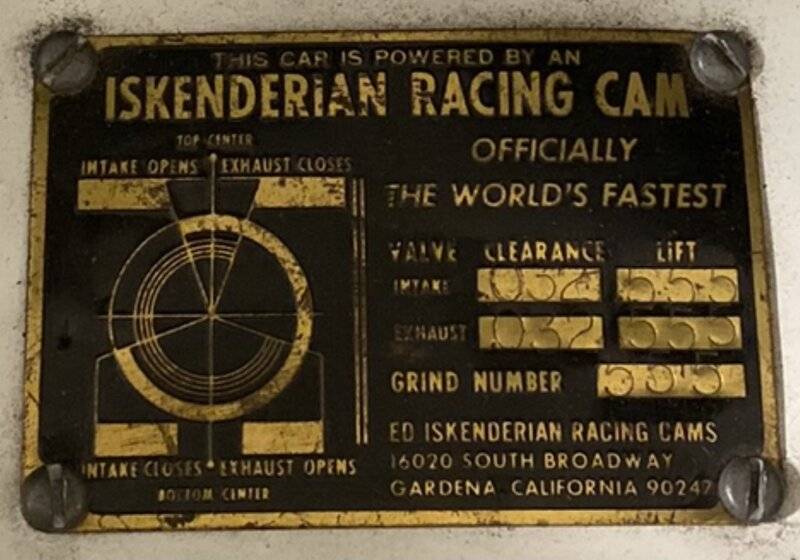 THIS CAR IS POWERED BY AN
ISKENDERIAN RACING CAM
OFFICIALLY
THE WORLD'S FASTEST
TOP CENTER
INTAKE OPENS EXHAUST CLOSES
INTAKE CLOSES EXHAUST OPENS
BOTTOM CENTER
VALVE CLEARANCE LIFT
INTAKE 032 555
EXHAUST 032 555
GRIND NUMBER
ED ISKENDERIAN RACING CAMS
16020 SOUTH BROADWAY
GARDENA, CALIFORNIA 90247